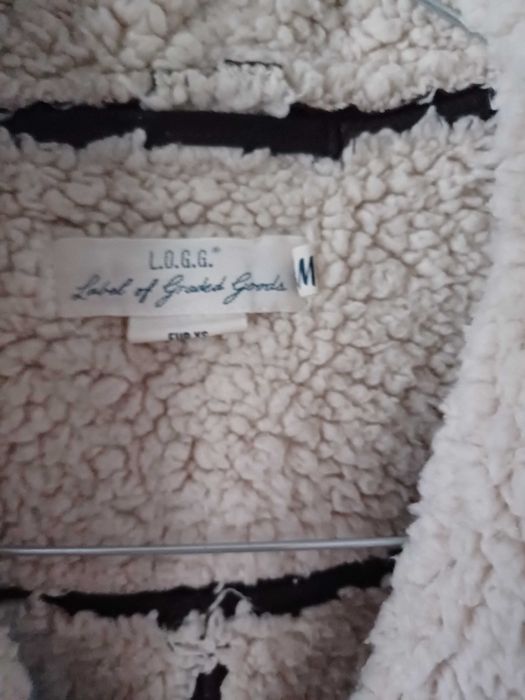 L.O.G.G.®
Label of Graded Goods
M
EUR XS